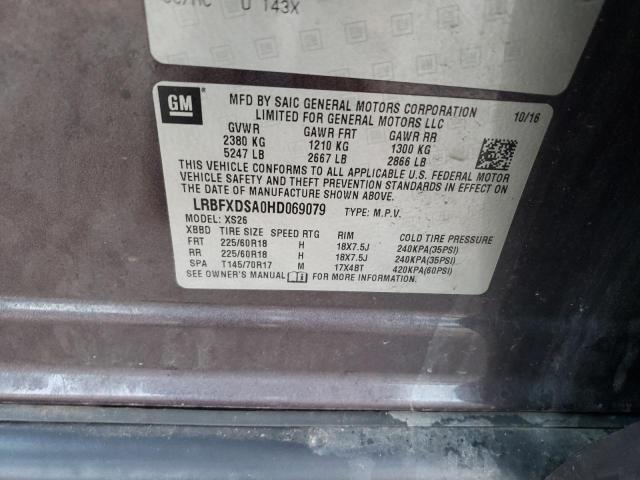 U 143X
GM
MFD BY SAIC GENERAL MOTORS CORPORATION
LIMITED FOR GENERAL MOTORS LLC
10/16
GVWR GAWR FRT GAWR RR
2380 KG 1210 KG 1300 KG
5247 LB 2667 LB 2866 LB
THIS VEHICLE CONFORMS TO ALL APPLICABLE U.S. FEDERAL MOTOR
VEHICLE SAFETY AND THEFT PREVENTION STANDARDS IN EFFECT ON
THE DATE OF MANUFACTURE SHOWN ABOVE.
LRBFXDSA0HD069079 TYPE: M.P.V.
MODEL: XS26
XBBD TIRE SIZE SPEED RTG RIM COLD TIRE PRESSURE
FRT 225/60R18 H 18X7.5J 240KPA(35PSI)
RR 225/60R18 H 18X7.5J 240KPA(35PSI)
SPA T145/70R17 M 17X4BT 420KPA(60PSI)
SEE OWNER'S MANUAL FOR MORE INFORMATION.